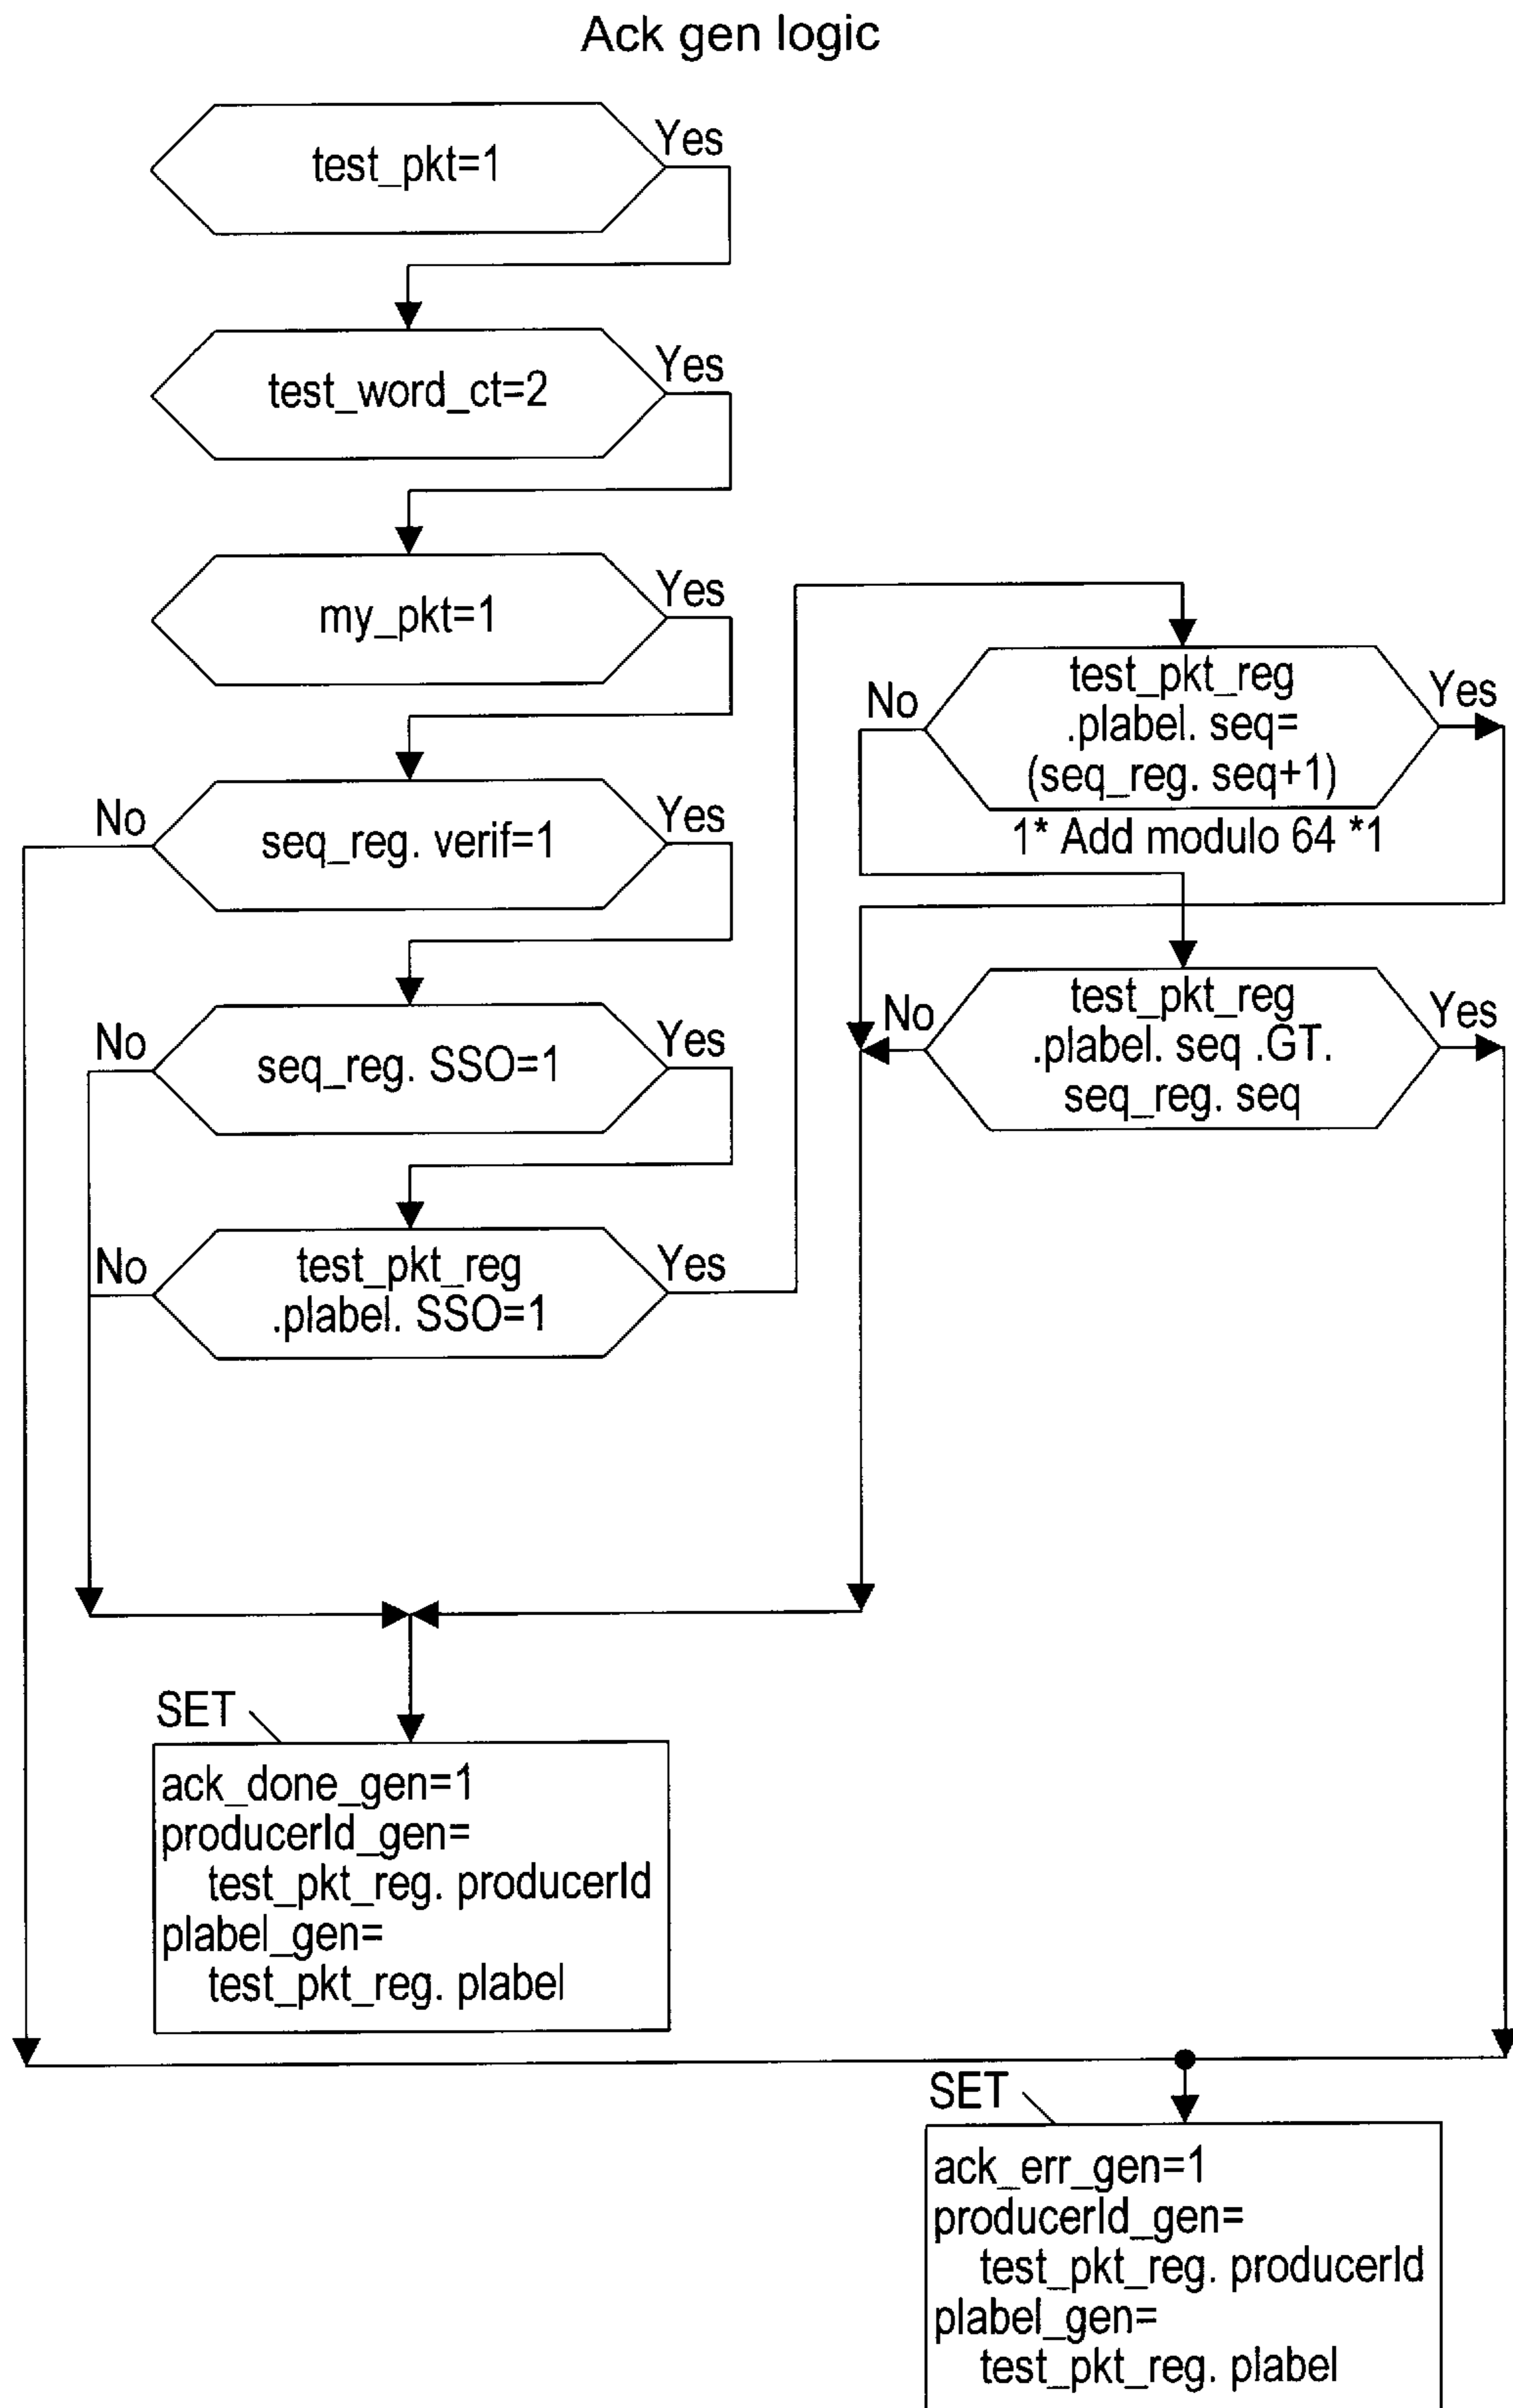 Ack gen logic
Yes
test_pkt=1
Yes
test_word_ct=2
Yes
my_pkt=1
No
Yes
seq_reg. verif=1
No
Yes
seq_reg. SSO=1
No
Yes
test_pkt_reg
.plabel. SSO=1
No
Yes
test_pkt_reg
.plabel. seq=
(seq_reg. seq+1)
1* Add modulo 64 *1
No
Yes
test_pkt_reg
.plabel. seq .GT.
seq_reg. seq
SET
ack_done_gen=1
producerId_gen=
test_pkt_reg. producerId
plabel_gen=
test_pkt_reg. plabel
SET
ack_err_gen=1
producerId_gen=
test_pkt_reg. producerId
plabel_gen=
test_pkt_reg. plabel